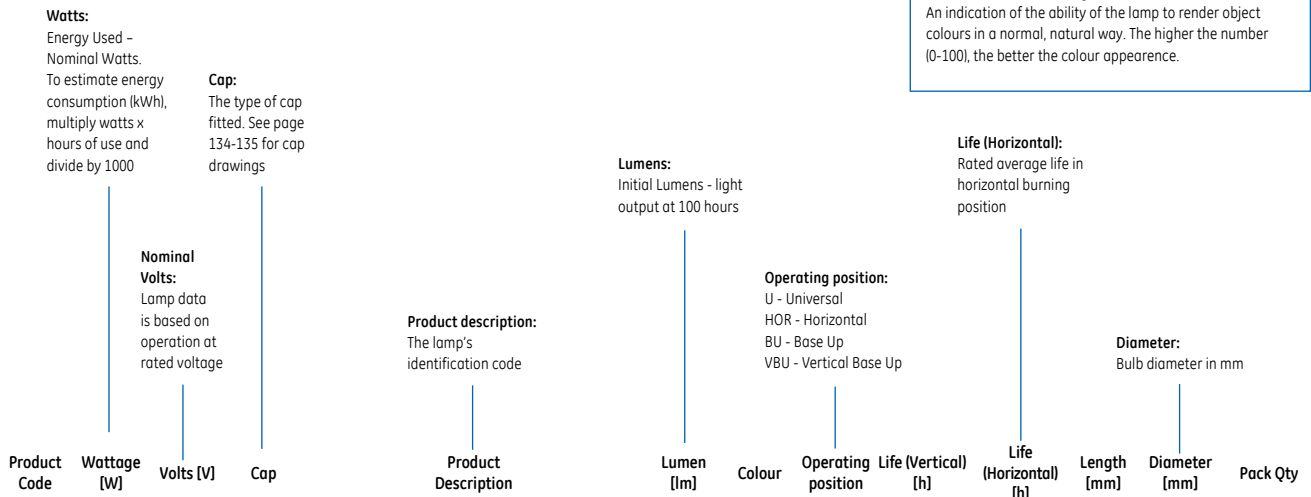 Watts:
Energy Used –
Nominal Watts.
To estimate energy
consumption (kWh),
multiply watts x
hours of use and
divide by 1000
Cap:
The type of cap
fitted. See page
134-135 for cap
drawings
An indication of the ability of the lamp to render object
colours in a normal, natural way. The higher the number
(0-100), the better the colour appearence.
Lumens:
Initial Lumens - light
output at 100 hours
Life (Horizontal):
Rated average life in
horizontal burning
position
Nominal
Volts:
Lamp data
is based on
operation at
rated voltage
Product description:
The lamp's
identification code
Operating position:
U - Universal
HOR - Horizontal
BU - Base Up
VBU - Vertical Base Up
Diameter:
Bulb diameter in mm
Product
Code
Wattage
[W]
Volts [V]
Cap
Product
Description
Lumen
[lm]
Colour
Operating
position
Life (Vertical)
[h]
Life
(Horizontal)
[h]
Length
[mm]
Diameter
[mm]
Pack Qty